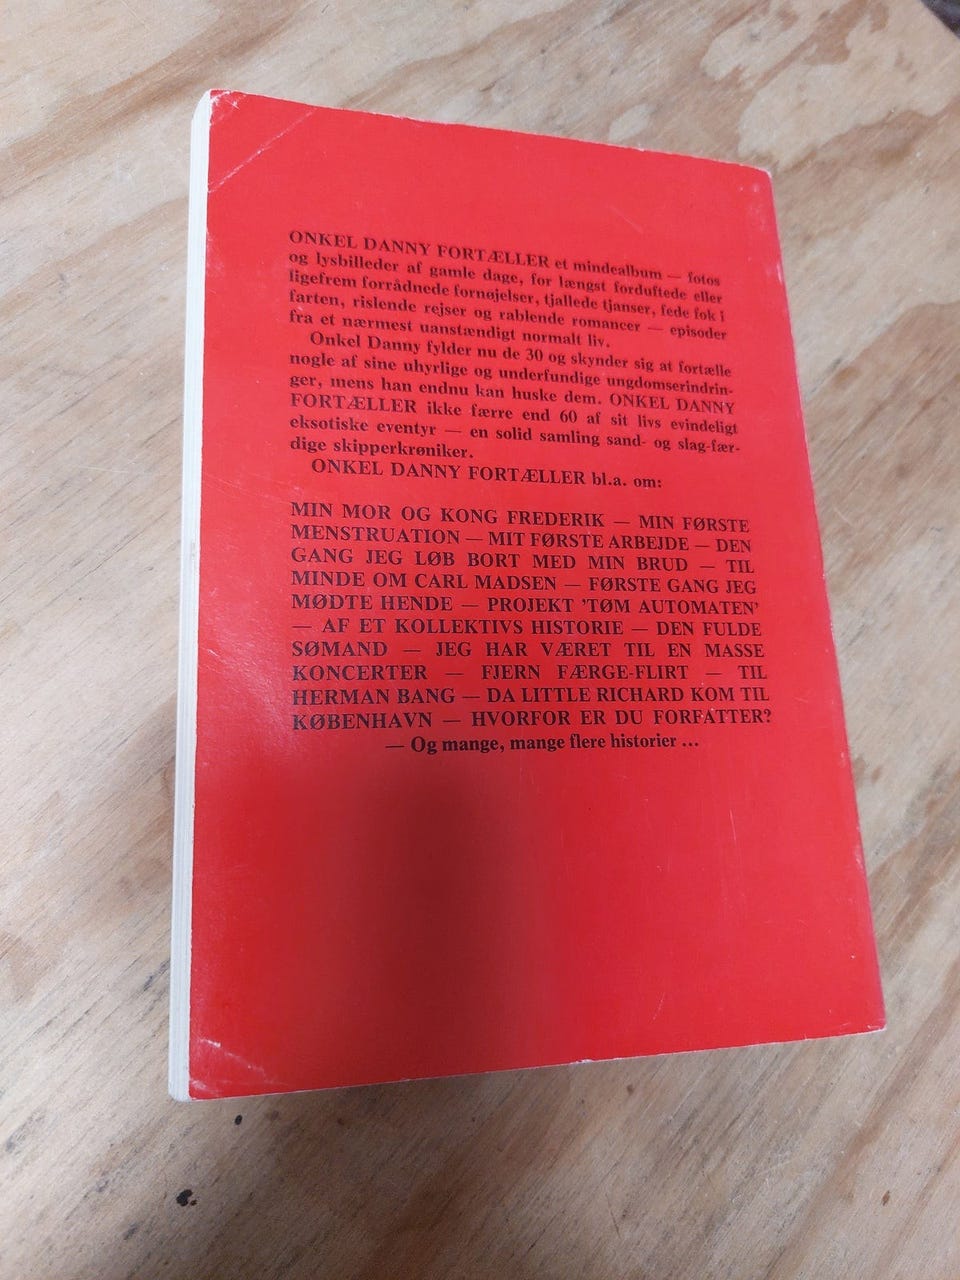 ONKEL DANNY FORTÆLLER et mindealbum — fotos
og lysbilleder af gamle dage, for længst forduftede eller
ligefrem forrådnede fornøjelser, tjallede tjanser, fede fok i
farten, rislende rejser og rablende romancer — episoder
fra et nærmest uanstændigt normalt liv.
Onkel Danny fylder nu de 30 og skynder sig at fortælle
nogle af sine uhyrlige og underfundige ungdomserindrin-
ger, mens han endnu kan huske dem. ONKEL DANNY
FORTÆLLER ikke færre end 60 af sit livs evindeligt
eksotiske eventyr — en solid samling sand- og slag-fær-
dige skipperkrøniker.
ONKEL DANNY FORTÆLLER bl.a. om:
MIN MOR OG KONG FREDERIK — MIN FØRSTE
MENSTRUATION — MIT FØRSTE ARBEJDE — DEN
GANG JEG LØB BORT MED MIN BRUD — TIL
MINDE OM CARL MADSEN — FØRSTE GANG JEG
MØDTE HENDE — PROJEKT 'TØM AUTOMATEN'
— AF ET KOLLEKTIVS HISTORIE — DEN FULDE
SØMAND — JEG HAR VÆRET TIL EN MASSE
KONCERTER — FJERN FÆRGE-FLIRT — TIL
HERMAN BANG — DA LITTLE RICHARD KOM TIL
KØBENHAVN — HVORFOR ER DU FORFATTER?
— Og mange, mange flere historier ...